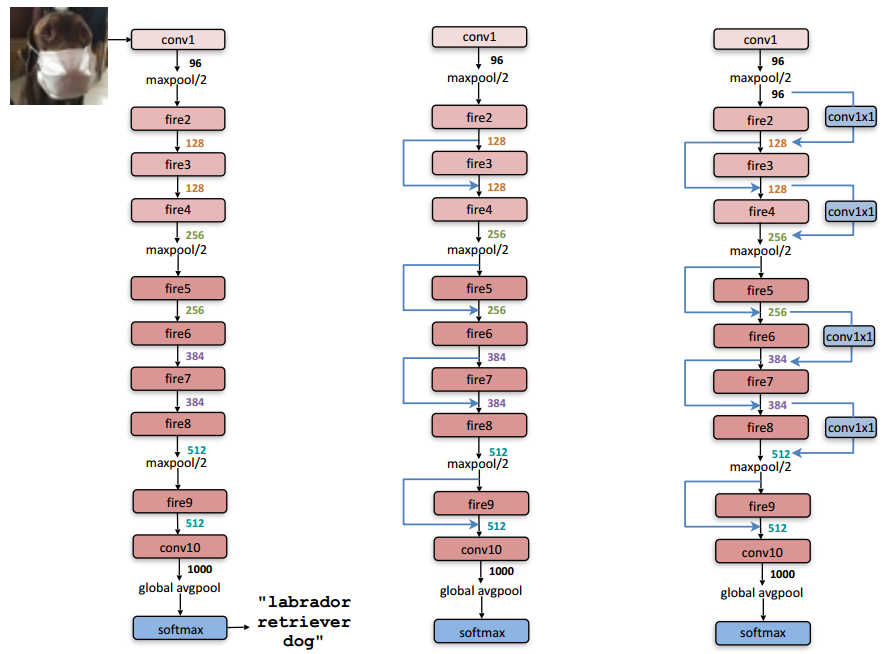 conv1
96
maxpool/2
fire2
128
fire3
128
fire4
256
maxpool/2
fire5
256
fire6
384
fire7
384
fire8
512
maxpool/2
fire9
512
conv10
1000
global avgpool
softmax
"labrador
retriever
dog"
conv1
96
maxpool/2
fire2
128
fire3
128
fire4
256
maxpool/2
fire5
256
fire6
384
fire7
384
fire8
512
maxpool/2
fire9
512
conv10
1000
global avgpool
softmax
conv1
96
maxpool/2
96
conv1x1
fire2
128
fire3
128
conv1x1
fire4
256
maxpool/2
fire5
256
conv1x1
fire6
384
fire7
384
conv1x1
fire8
512
maxpool/2
fire9
512
conv10
1000
global avgpool
softmax